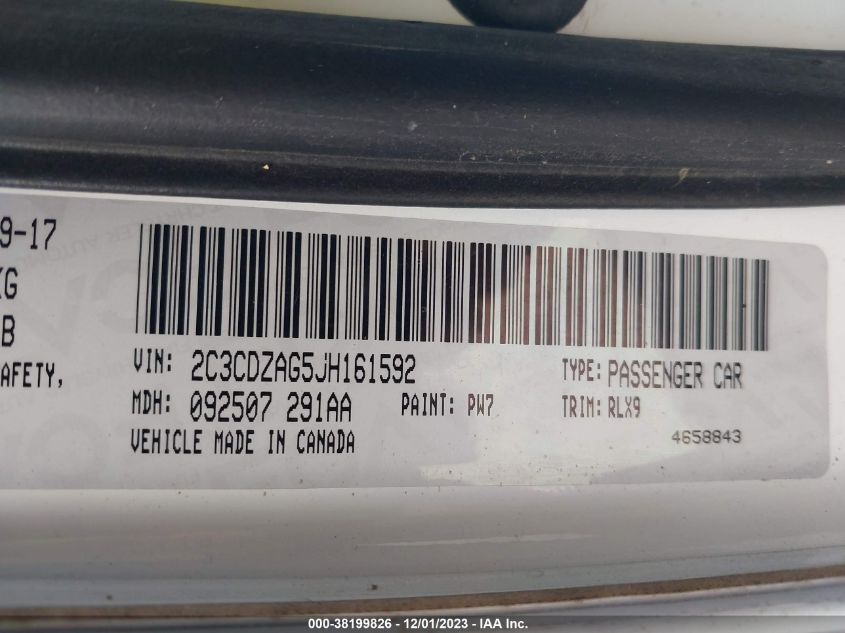 9-17
KG
B
AFETY,
VIN: 2C3CDZAG5JH161592 TYPE: PASSENGER CAR
MDH: 092507 291AA PAINT: PW7 TRIM: RLX9
VEHICLE MADE IN CANADA 4658843
000-38199826 - 12/01/2023 - IAA Inc.